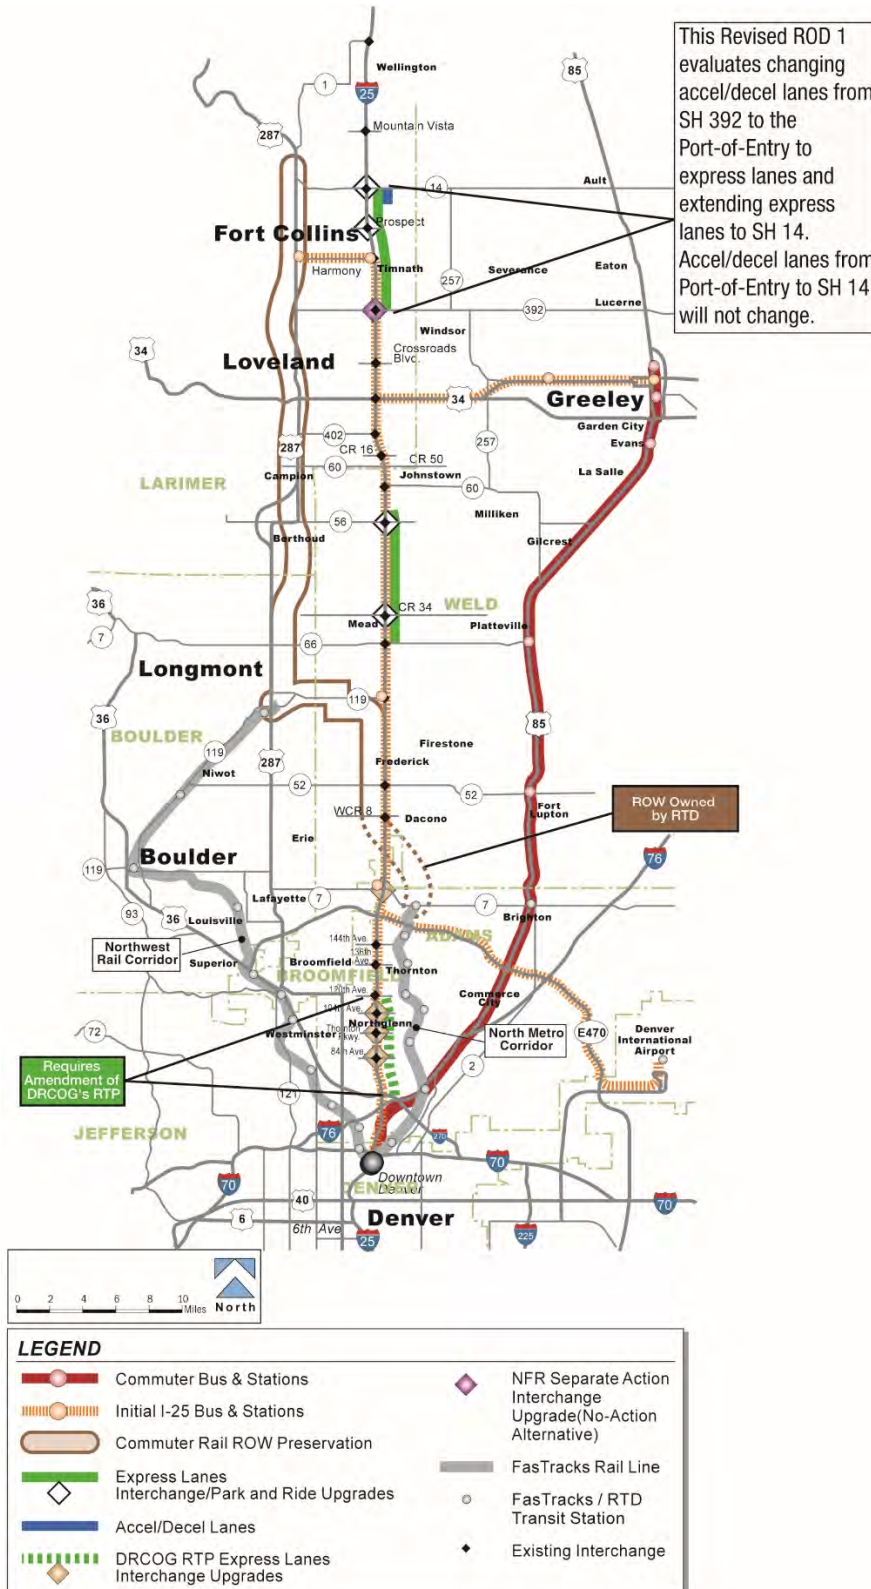 This Revised ROD 1
evaluates changing
accel/decel lanes from
SH 392 to the
Port-of-Entry to
express lanes and
extending express
lanes to SH 14.
Accel/decel lanes from
Port-of-Entry to SH 14
will not change.
Wellington
85
1
25
287
Mountain Vista
14
Ault
Prospect
Fort Collins
Harmony
Timnath
Severance
Eaton
257
Lucerne
392
Windsor
34
Loveland
Crossroads
Blvd.
34
Greeley
Garden City
402
287
CR 16
CR 50
257
Evans
60
Campion
Johnstown
La Salle
LARIMER
60
Milliken
56
Berthoud
Gilcrest
36
CR 34
WELD
7
Mead
Platteville
66
Longmont
119
36
85
BOULDER
119
Firestone
287
Niwot
Frederick
52
52
WCR 8
Dacono
Fort
Lupton
ROW Owned
by RTD
Erie
76
Boulder
119
Lafayette
7
7
93
36
Louisville
Brighton
ADAMS
Northwest
Rail Corridor
144th Ave.
136th
Ave.
Superior
Broomfield
Thornton
BROOMFIELD
120th Ave.
Commerce
City
104th Ave.
Northglenn
72
Westminster
Thornton
Pkwy.
North Metro
Corridor
E470
Denver
International
Airport
84th Ave.
Requires
Amendment of
DRCOG's RTP
2
121
JEFFERSON
76
270
70
70
Downtown
Denver
DENVER
40
70
6
Denver
6th Ave
25
225
0 2 4 6 8 10
Miles
North
LEGEND
Commuter Bus & Stations
Initial I-25 Bus & Stations
Commuter Rail ROW Preservation
Express Lanes
Interchange/Park and Ride Upgrades
Accel/Decel Lanes
DRCOG RTP Express Lanes
Interchange Upgrades
NFR Separate Action
Interchange
Upgrade(No-Action
Alternative)
FasTracks Rail Line
FasTracks / RTD
Transit Station
Existing Interchange